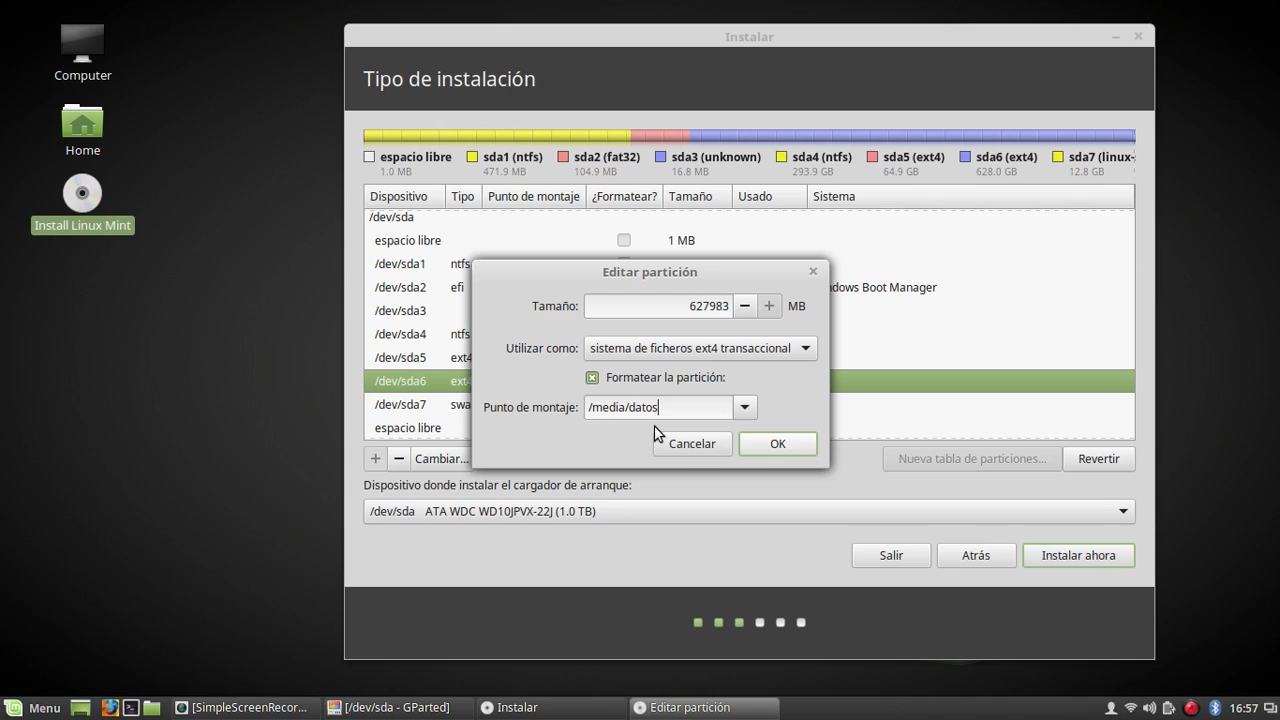 Computer
Home
Install Linux Mint
Instalar
Tipo de instalación
espacio libre sda1 (ntfs) sda2 (fat32) sda3 (unknown) sda4 (ntfs) sda5 (ext4) sda6 (ext4) sda7 (linux-
1.0 MB 471.9 MB 104.9 MB 16.8 MB 293.9 GB 64.9 GB 628.0 GB 12.8 GB
Dispositivo Tipo Punto de montaje ¿Formatear? Tamaño Usado Sistema
/dev/sda
espacio libre 1 MB
/dev/sda1 ntfs
/dev/sda2 efi ndows Boot Manager
/dev/sda3
/dev/sda4 ntfs
/dev/sda5 ext4
/dev/sda6 ext4
/dev/sda7 swa
espacio libre
Editar partición
Tamaño: 627983 MB
Utilizar como: sistema de ficheros ext4 transaccional
Formatear la partición:
Punto de montaje: /media/datos
Cancelar OK
Cambiar... Nueva tabla de particiones... Revertir
Dispositivo donde instalar el cargador de arranque:
/dev/sda ATA WDC WD10JPVX-22J (1.0 TB)
Salir Atrás Instalar ahora
Menu [SimpleScreenRecor... [/dev/sda - GParted] Instalar Editar partición 16:57